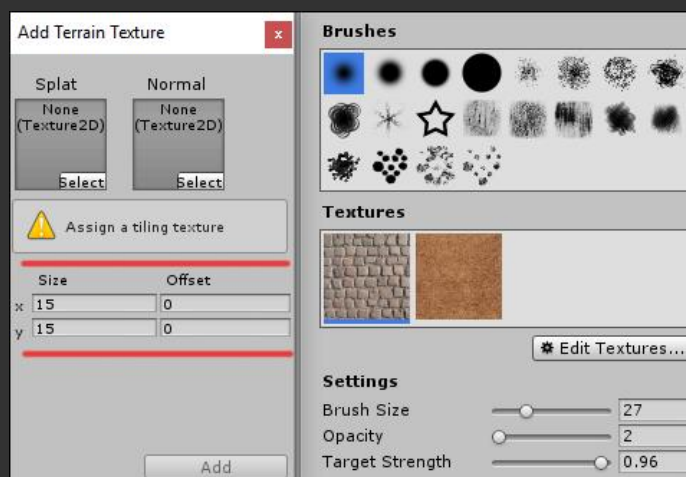 Add Terrain Texture
x
Splat Normal
None
(Texture2D)
Select
None
(Texture2D)
Select
Assign a tiling texture
Size Offset
x 15 0
y 15 0
Add
Brushes
Textures
Edit Textures...
Settings
Brush Size 27
Opacity 2
Target Strength 0.96